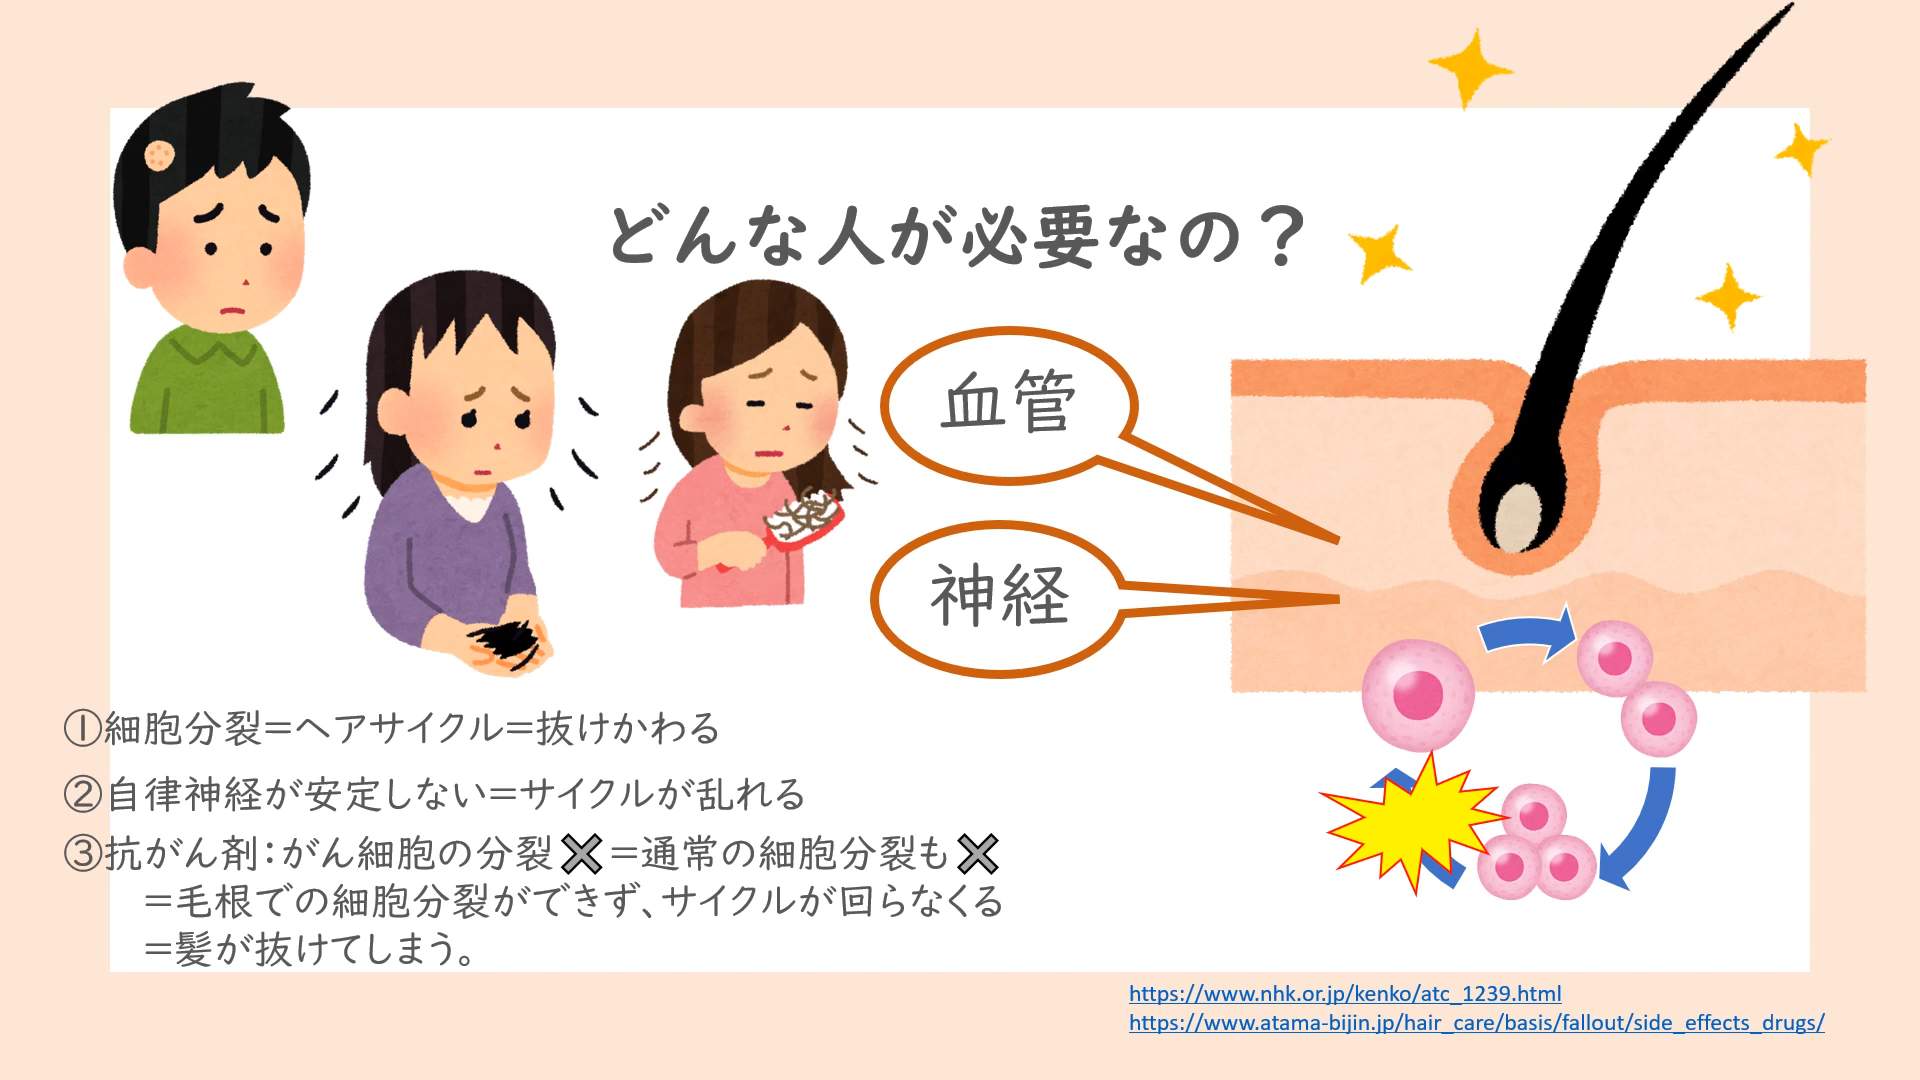 どんな人が必要なの？
血管
神経
①細胞分裂＝ヘアサイクル＝抜けかわる
②自律神経が安定しない＝サイクルが乱れる
③抗がん剤：がん細胞の分裂✖＝通常の細胞分裂も✖
＝毛根での細胞分裂ができず、サイクルが回らなくる
＝髪が抜けてしまう。
https://www.nhk.or.jp/kenko/atc_1239.html
https://www.atama-bijin.jp/hair_care/basis/fallout/side_effects_drugs/